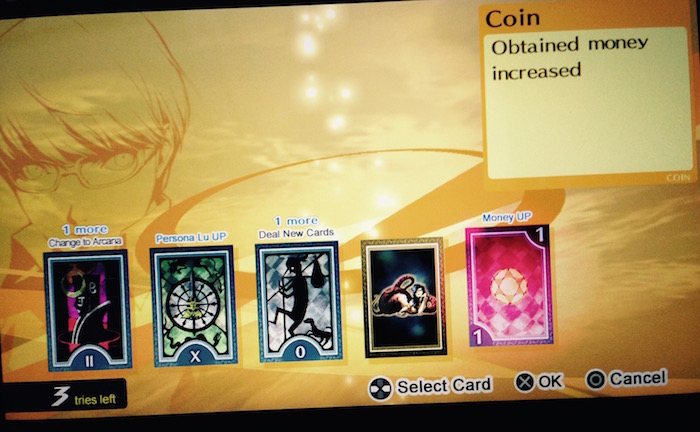 Coin
Obtained money
increased
COIN
1 more
Change to Arcana
Persona Lu UP
1 more
Deal New Cards
Money UP
II
X
0
1
1
3 tries left
Select Card
OK
Cancel